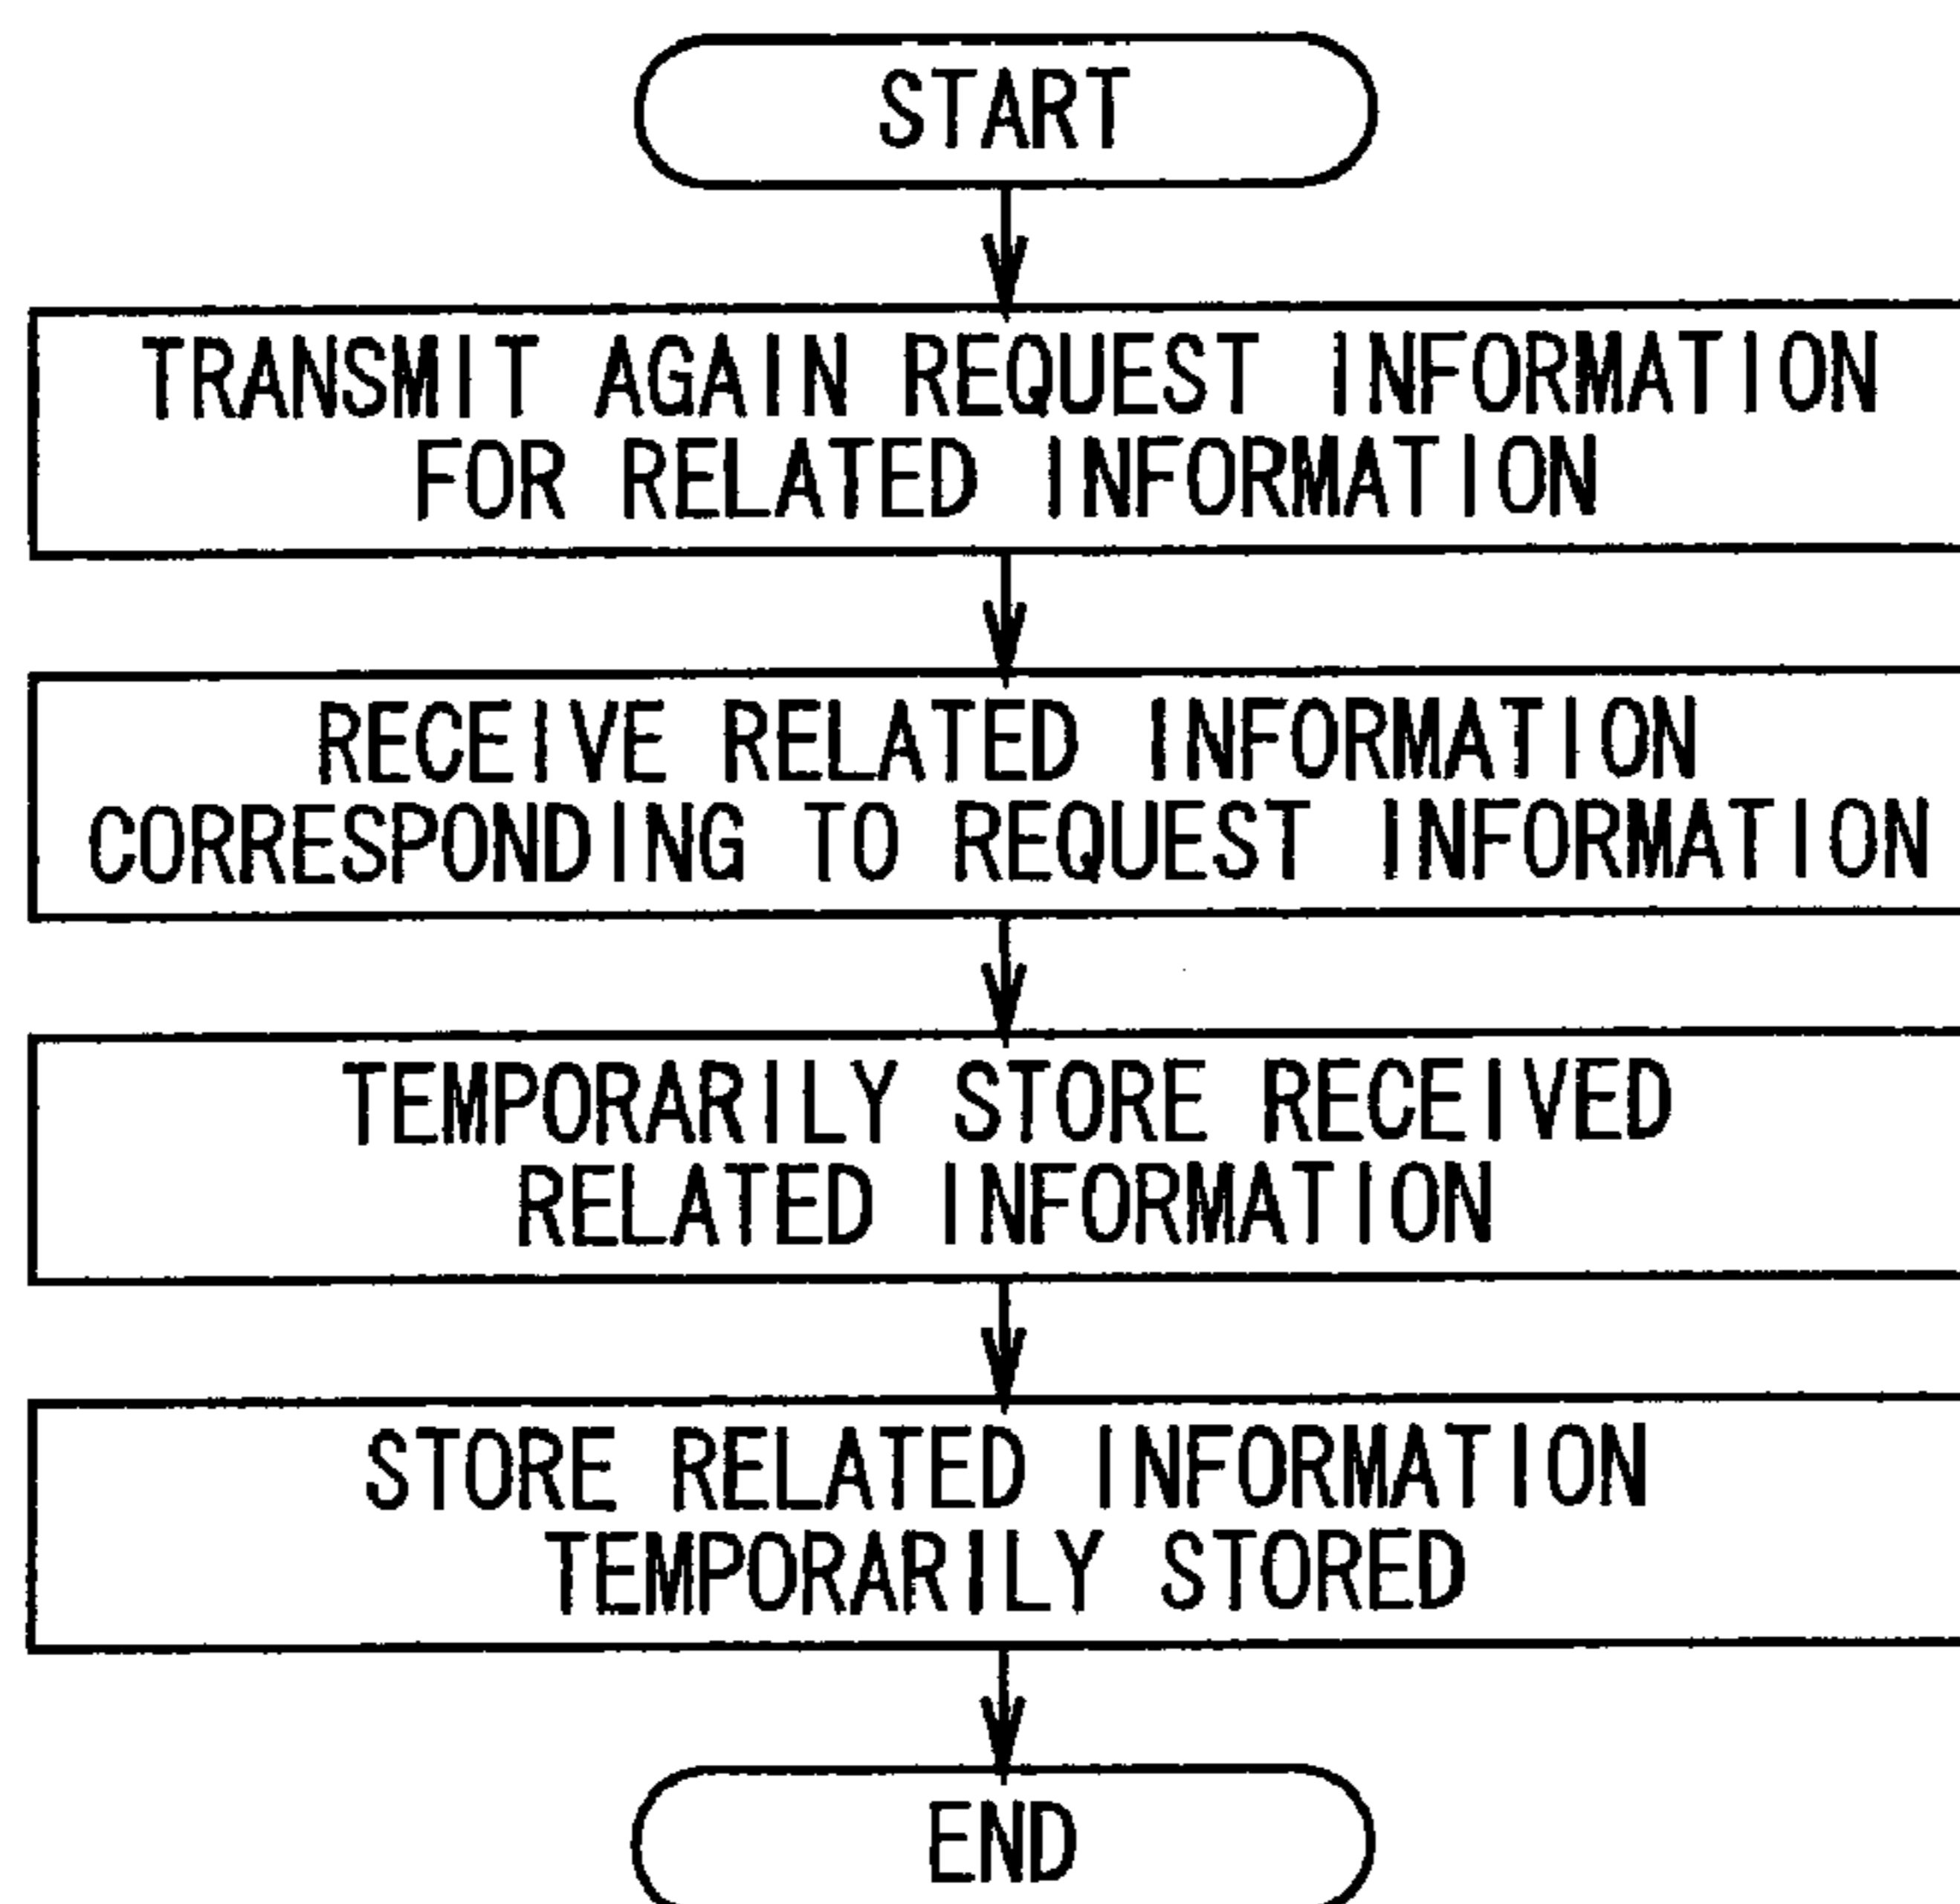 START
TRANSMIT AGAIN REQUEST INFORMATION
FOR RELATED INFORMATION
RECEIVE RELATED INFORMATION
CORRESPONDING TO REQUEST INFORMATION
TEMPORARILY STORE RECEIVED
RELATED INFORMATION
STORE RELATED INFORMATION
TEMPORARILY STORED
END